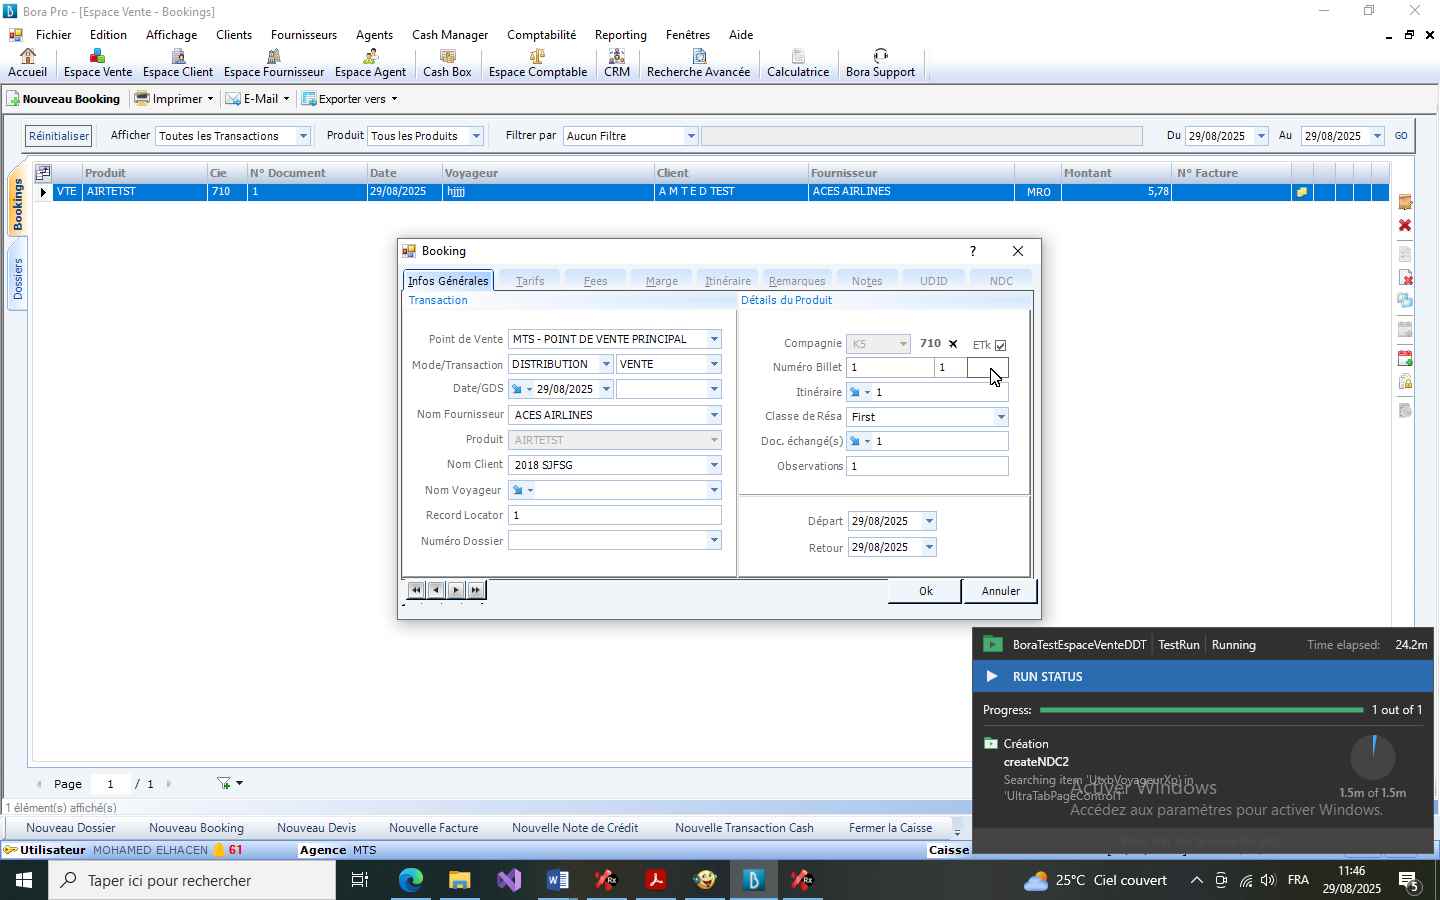 Bora Pro - [Espace Vente - Bookings]
Fichier Edition Affichage Clients Fournisseurs Agents Cash Manager Comptabilité Reporting Fenêtres Aide
Accueil Espace Vente Espace Client Espace Fournisseur Espace Agent Cash Box Espace Comptable CRM Recherche Avancée Calculatrice Bora Support
Nouveau Booking Imprimer E-Mail Exporter vers
Réinitialiser Afficher Toutes les Transactions Produit Tous les Produits Filtrer par Aucun Filtre Du 29/08/2025 Au 29/08/2025 GO
Produit Cie N° Document Date Voyageur Client Fournisseur Montant N° Facture
VTE AIRTETST 710 1 29/08/2025 hjjjj A M T E D TEST ACES AIRLINES MRO 5,78
Bookings
Dossiers
Booking ?
Infos Générales Tarifs Fees Marge Itinéraire Remarques Notes UDID NDC
Transaction Détails du Produit
Point de Vente MTS - POINT DE VENTE PRINCIPAL Compagnie K5 710 ETk
Mode/Transaction DISTRIBUTION VENTE Numéro Billet 1 1
Date/GDS 29/08/2025 Itinéraire 1
Nom Fournisseur ACES AIRLINES Classe de Résa First
Produit AIRTETST Doc. échangé(s) 1
Nom Client 2018 SJFSG Observations 1
Nom Voyageur
Record Locator 1 Départ 29/08/2025
Numéro Dossier Retour 29/08/2025
Ok Annuler
BoraTestEspaceVenteDDT TestRun Running Time elapsed: 24.2m
RUN STATUS
Progress: 1 out of 1
Création
createNDC2
Searching item 'UtxbVoyageurXp' in
'UltraTabPageControl1'
1.5m of 1.5m
Activer Windows
Accédez aux paramètres pour activer Windows.
Page 1 / 1
1 élément(s) affiché(s)
Nouveau Dossier Nouveau Booking Nouveau Devis Nouvelle Facture Nouvelle Note de Crédit Nouvelle Transaction Cash Fermer la Caisse
Utilisateur MOHAMED ELHACEN 61 Agence MTS Caisse
Taper ici pour rechercher
25°C Ciel couvert FRA 11:46
29/08/2025 5